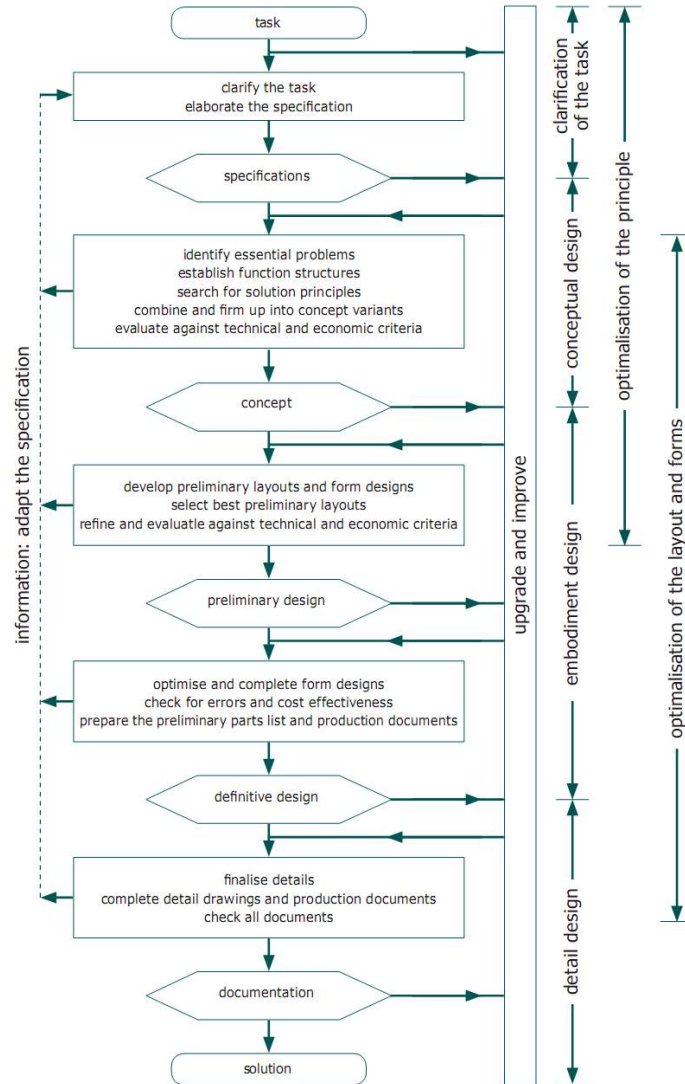 task
clarify the task
elaborate the specification
specifications
identify essential problems
establish function structures
search for solution principles
combine and firm up into concept variants
evaluate against technical and economic criteria
concept
develop preliminary layouts and form designs
select best preliminary layouts
refine and evaluatle against technical and economic criteria
preliminary design
optimise and complete form designs
check for errors and cost effectiveness
prepare the preliminary parts list and production documents
definitive design
finalise details
complete detail drawings and production documents
check all documents
documentation
solution
information: adapt the specification
upgrade and improve
clarification
of the task
conceptual design
embodiment design
detail design
optimalisation of the principle
optimalisation of the layout and forms